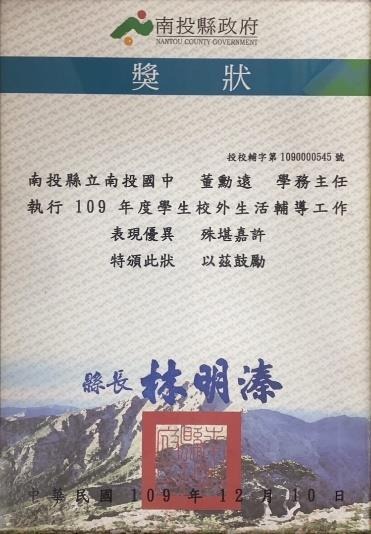 南投縣政府
NANTOU COUNTY GOVERNMENT
獎狀
投校輔字第1090000545號
南投縣立南投國中 董勳遠 學務主任
執行 109 年度學生校外生活輔導工作
表現優異 殊堪嘉許
特頒此狀 以茲鼓勵
縣長 林明溱
中華民國 109 年 12 月 10 日